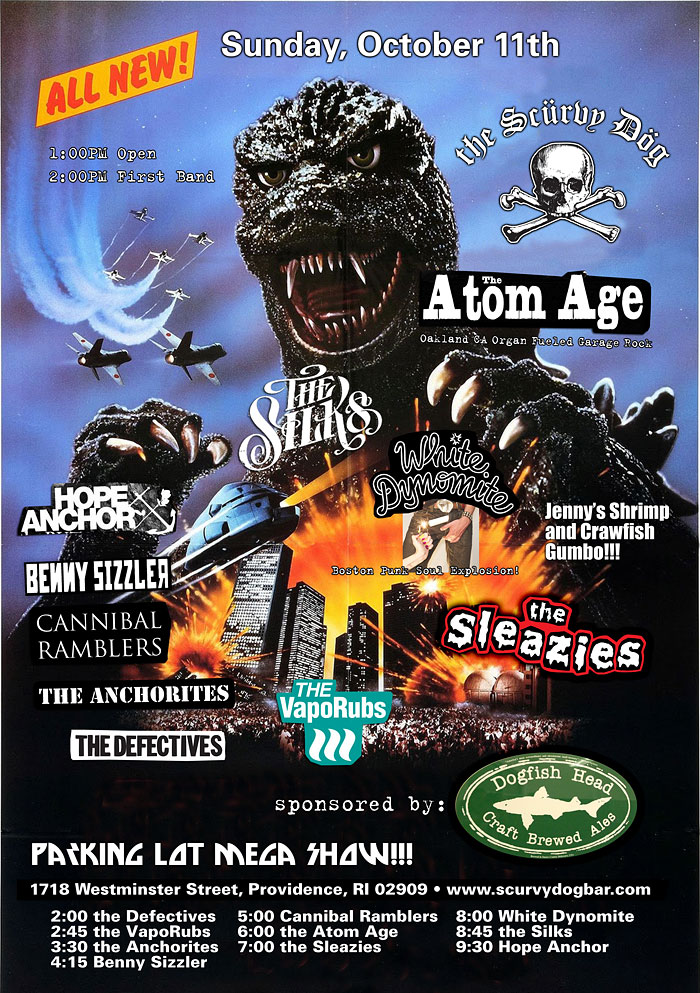 Sunday, October 11th
ALL NEW!
1:00PM Open
2:00PM First Band
the Scürvy Dög
The
Atom Age
Oakland CA Organ Fueled Garage Rock
THE
SILKS
White
Dynomite
Boston Punk Soul Explosion!
HOPE
ANCHOR
Jenny's Shrimp
and Crawfish
Gumbo!!!
BENNY SIZZLER
CANNIBAL
RAMBLERS
the
Sleazies
THE ANCHORITES
THE
VapoRubs
THE DEFECTIVES
sponsored by:
Dogfish Head
Craft Brewed Ales
PARKING LOT MEGA SHOW!!!
1718 Westminster Street, Providence, RI 02909 • www.scurvydogbar.com
2:00 the Defectives
2:45 the VapoRubs
3:30 the Anchorites
4:15 Benny Sizzler
5:00 Cannibal Ramblers
6:00 the Atom Age
7:00 the Sleazies
8:00 White Dynomite
8:45 the Silks
9:30 Hope Anchor